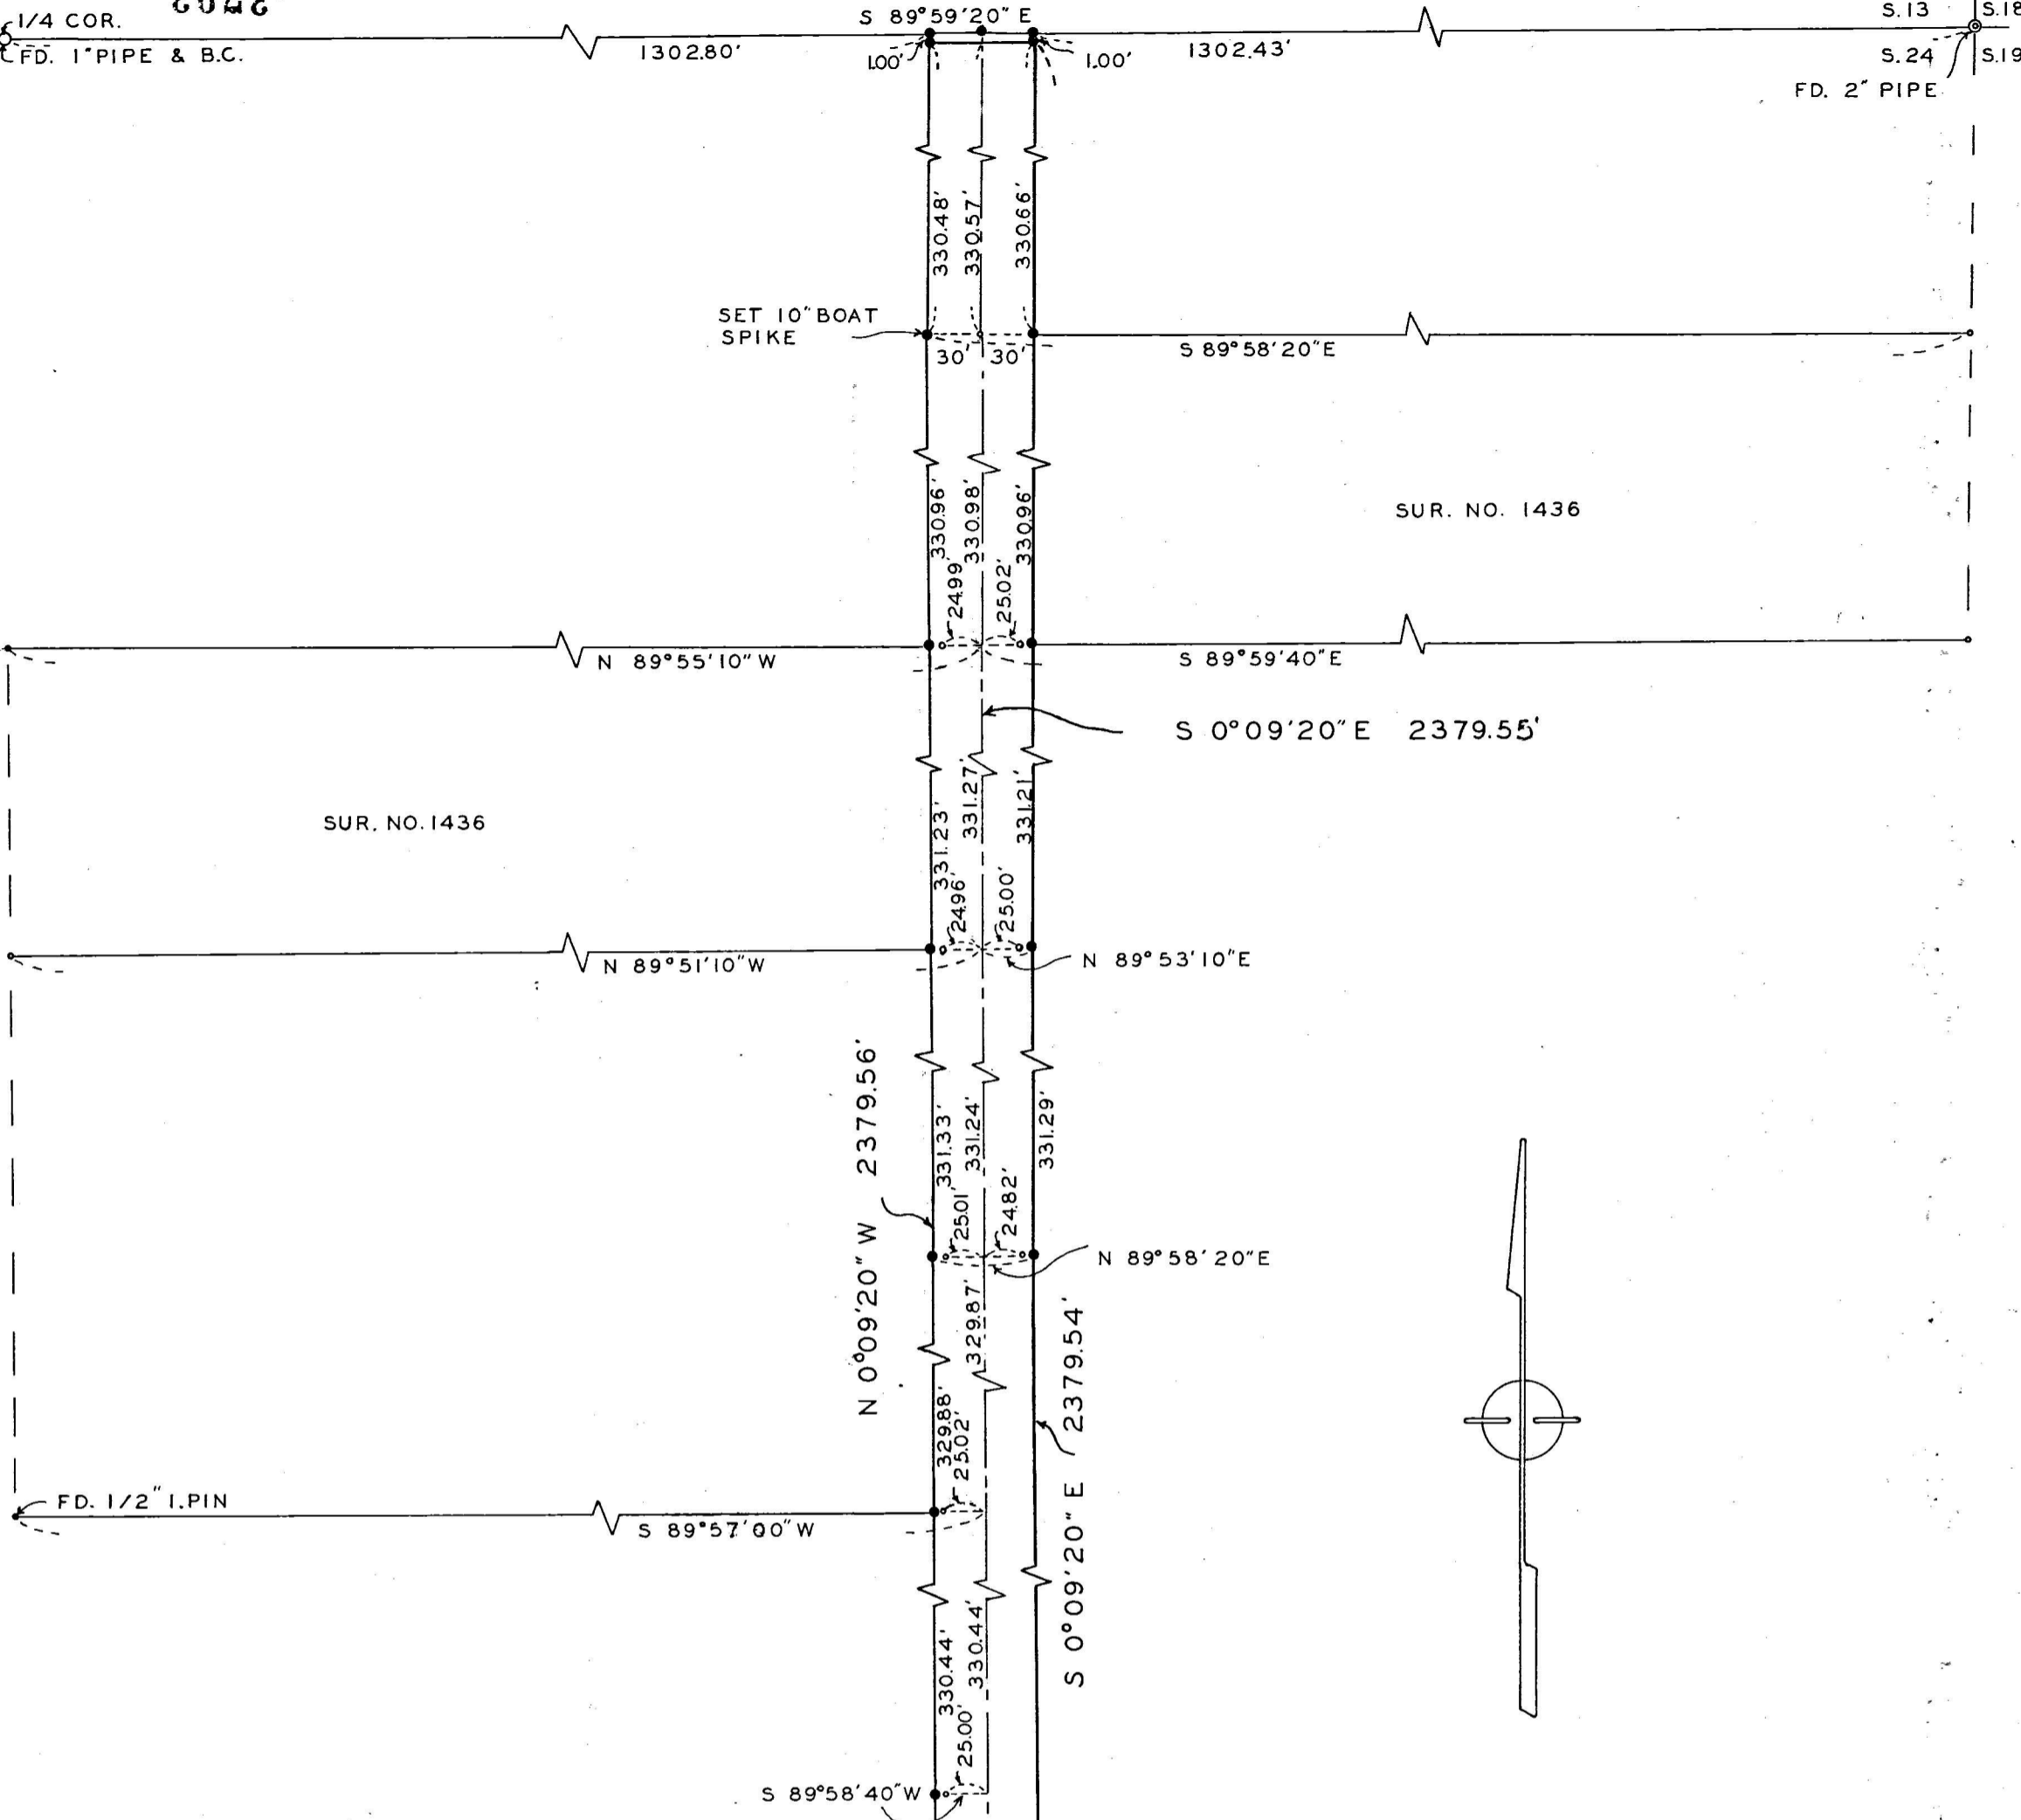 1/4 COR.
FD. 1" PIPE & B.C.
1302.80'
S 89°59'20" E
1.00'
1.00'
1302.43'
S.13
S.18
S.24
S.19
FD. 2" PIPE
330.48'
330.57'
330.66'
SET 10" BOAT
SPIKE
30'
30'
S 89°58'20"E
330.96'
330.98'
330.96'
SUR. NO. 1436
24.99'
25.02'
N 89°55'10"W
S 89°59'40"E
S 0°09'20"E 2379.55'
331.23'
331.27'
331.21'
SUR. NO. 1436
24.96'
25.00'
N 89°51'10"W
N 89°53'10"E
N 0°09'20" W 2379.56'
331.33'
331.24'
331.29'
25.01'
24.82'
N 89°58'20"E
329.87'
S 0°09'20" E 2379.54'
329.88'
25.02'
FD. 1/2" I.PIN
S 89°57'00"W
330.44'
330.44'
25.00'
S 89°58'40"W